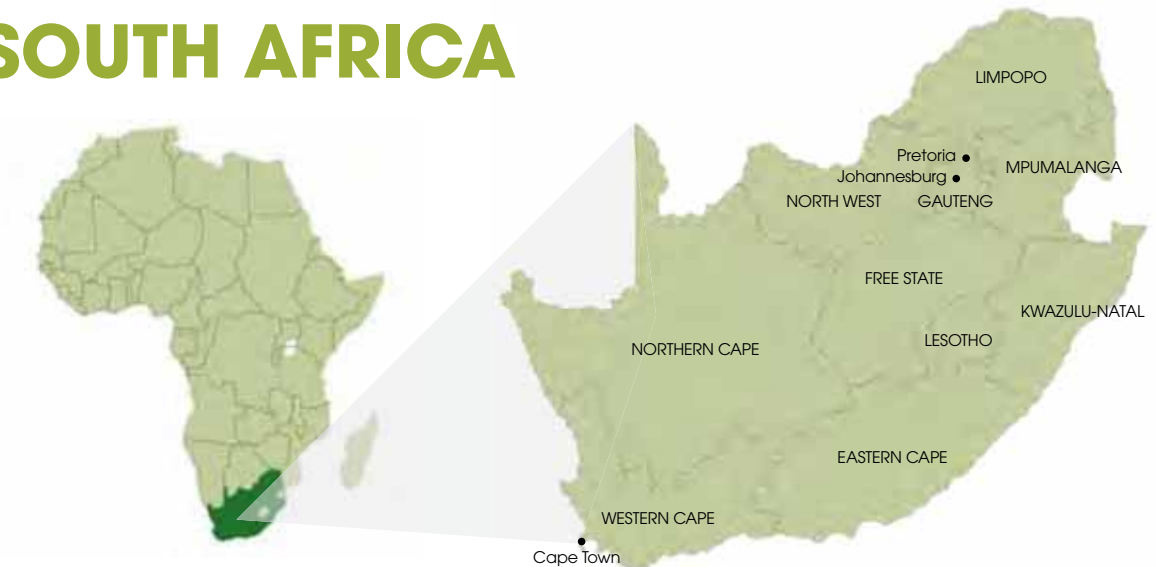 SOUTH AFRICA
LIMPOPO
Pretoria
MPUMALANGA
Johannesburg
NORTH WEST
GAUTENG
FREE STATE
KWAZULU-NATAL
LESOTHO
NORTHERN CAPE
EASTERN CAPE
WESTERN CAPE
Cape Town